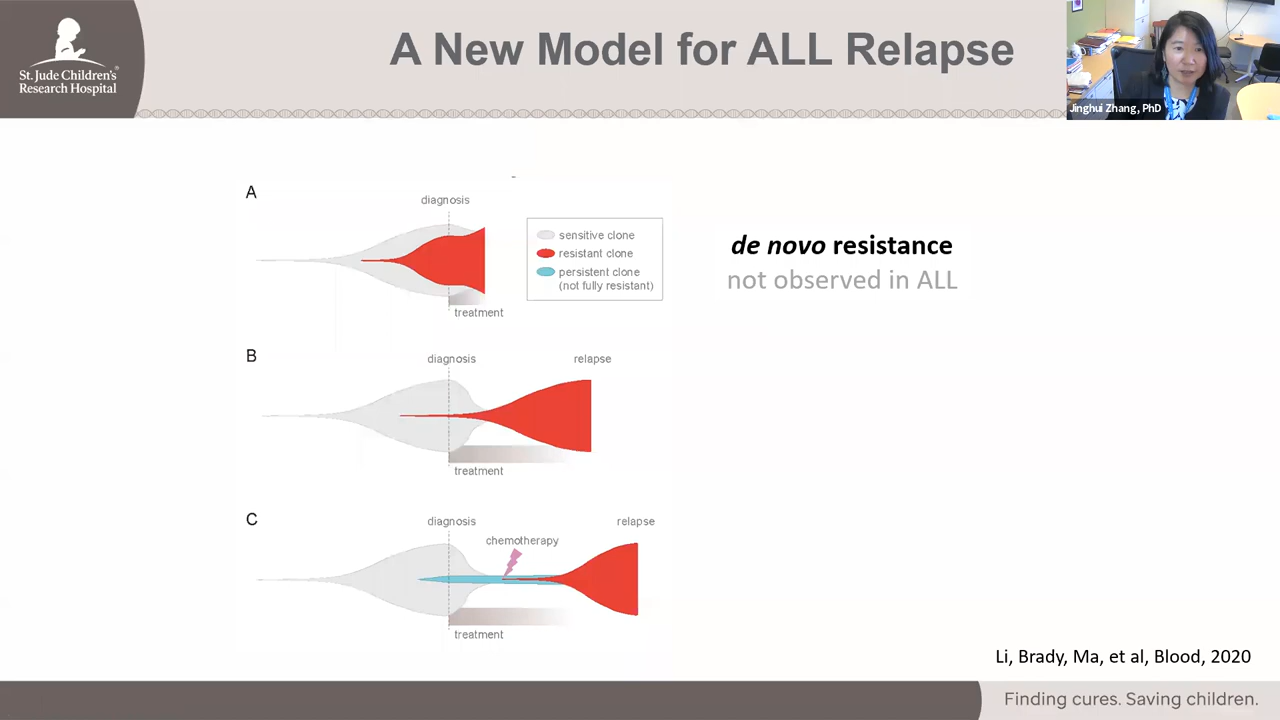 St. Jude Children's®
Research Hospital
A New Model for ALL Relapse
Jinghui Zhang, PhD
A
diagnosis
sensitive clone
resistant clone
persistent clone
(not fully resistant)
treatment
de novo resistance
not observed in ALL
B
diagnosis
relapse
treatment
C
diagnosis
relapse
chemotherapy
treatment
Li, Brady, Ma, et al, Blood, 2020
Finding cures. Saving children.